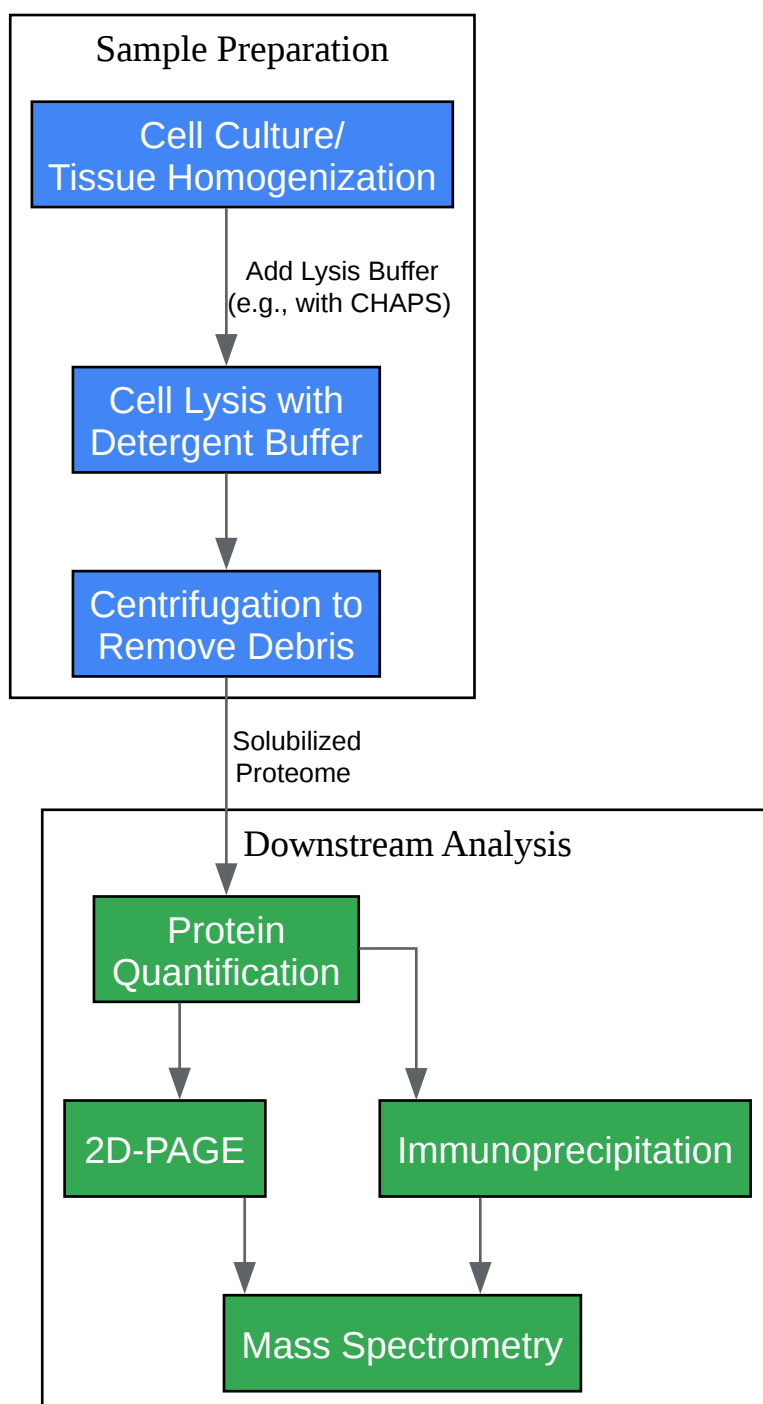 Sample Preparation
Cell Culture/
Tissue Homogenization
Add Lysis Buffer
(e.g., with CHAPS)
Cell Lysis with
Detergent Buffer
Centrifugation to
Remove Debris
Solubilized
Proteome
Downstream Analysis
Protein
Quantification
2D-PAGE
Immunoprecipitation
Mass Spectrometry